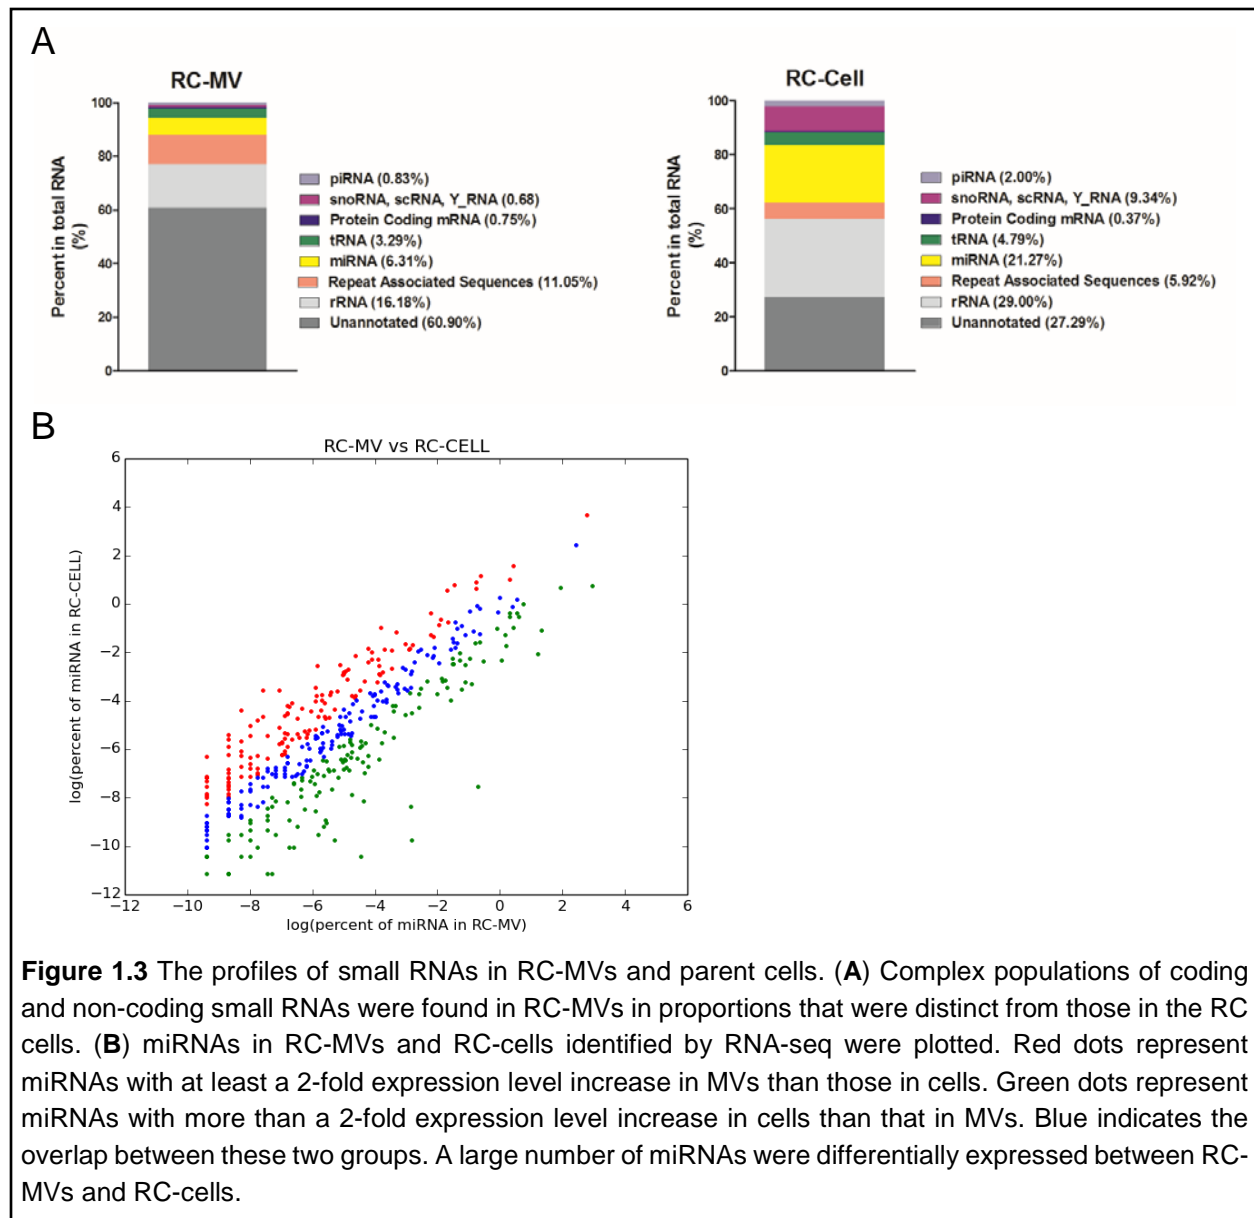 A
RC-MV
100
80
60
40
20
0
Percent in total RNA
(%)
piRNA (0.83%)
snoRNA, scRNA, Y_RNA (0.68)
Protein Coding mRNA (0.75%)
tRNA (3.29%)
miRNA (6.31%)
Repeat Associated Sequences (11.05%)
rRNA (16.18%)
Unannotated (60.90%)
RC-Cell
100
80
60
40
20
0
Percent in total RNA
(%)
piRNA (2.00%)
snoRNA, scRNA, Y_RNA (9.34%)
Protein Coding mRNA (0.37%)
tRNA (4.79%)
miRNA (21.27%)
Repeat Associated Sequences (5.92%)
rRNA (29.00%)
Unannotated (27.29%)
B
RC-MV vs RC-CELL
6
4
2
0
−2
−4
−6
−8
−10
−12
log(percent of miRNA in RC-CELL)
−12 −10 −8 −6 −4 −2 0 2 4 6
log(percent of miRNA in RC-MV)
Figure 1.3 The profiles of small RNAs in RC-MVs and parent cells. (A) Complex populations of coding
and non-coding small RNAs were found in RC-MVs in proportions that were distinct from those in the RC
cells. (B) miRNAs in RC-MVs and RC-cells identified by RNA-seq were plotted. Red dots represent
miRNAs with at least a 2-fold expression level increase in MVs than those in cells. Green dots represent
miRNAs with more than a 2-fold expression level increase in cells than that in MVs. Blue indicates the
overlap between these two groups. A large number of miRNAs were differentially expressed between RC-
MVs and RC-cells.